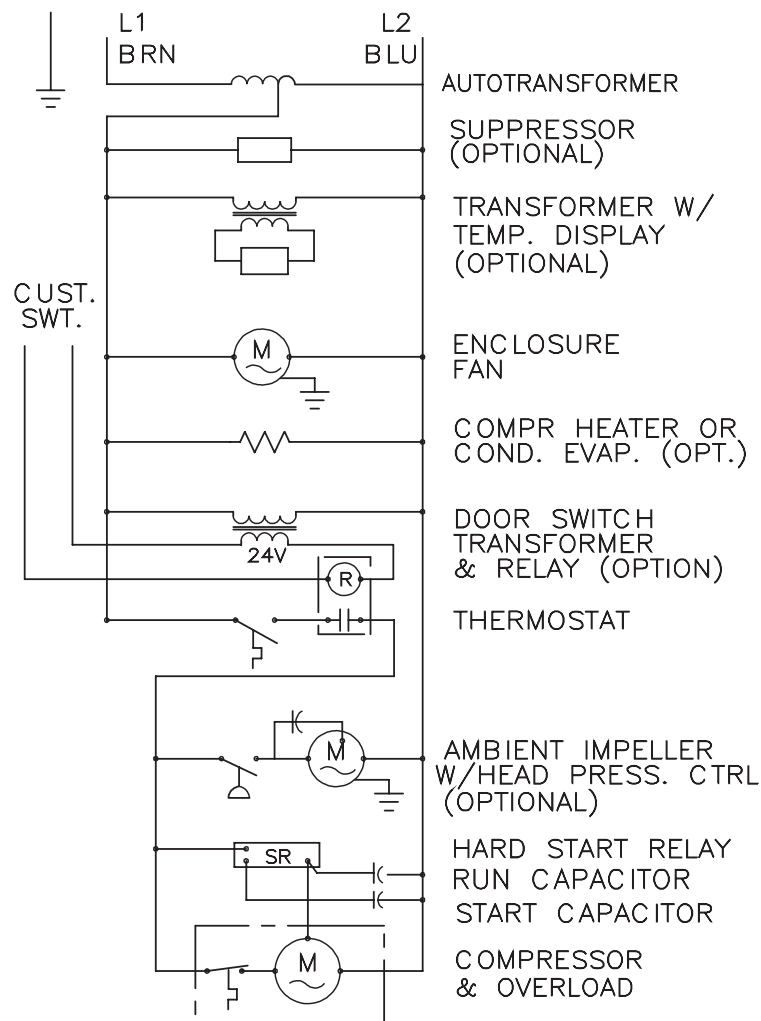 L1
BRN
L2
BLU
AUTOTRANSFORMER
SUPPRESSOR
(OPTIONAL)
TRANSFORMER W/
TEMP. DISPLAY
(OPTIONAL)
CUST.
SWT.
M
ENCLOSURE
FAN
COMPR HEATER OR
COND. EVAP. (OPT.)
24V
DOOR SWITCH
TRANSFORMER
& RELAY (OPTION)
R
THERMOSTAT
M
AMBIENT IMPELLER
W/HEAD PRESS. CTRL
(OPTIONAL)
SR
HARD START RELAY
RUN CAPACITOR
START CAPACITOR
M
COMPRESSOR
& OVERLOAD